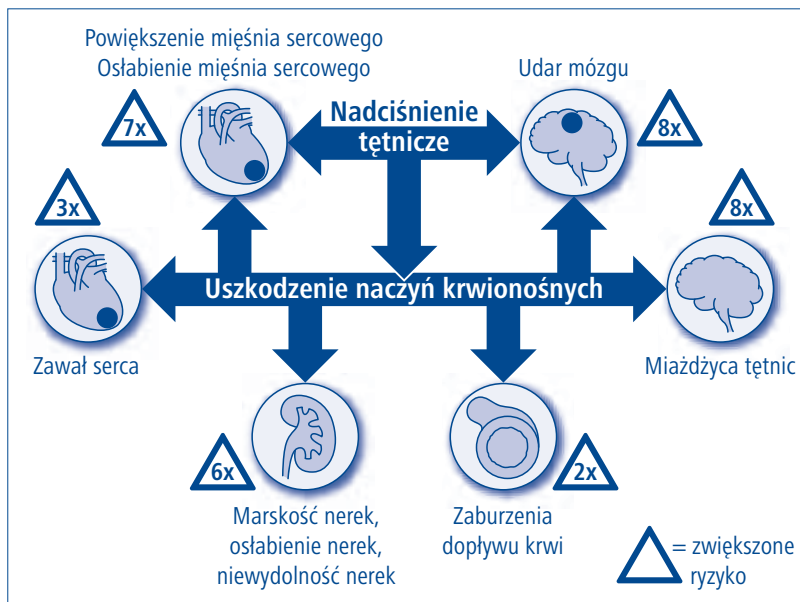 Powiększenie mięśnia sercowego
Osłabienie mięśnia sercowego
7x
Nadciśnienie
tętnicze
Udar mózgu
8x
3x
Zawał serca
Uszkodzenie naczyń krwionośnych
8x
Miażdżyca tętnic
6x
Marskość nerek,
osłabienie nerek,
niewydolność nerek
2x
Zaburzenia
dopływu krwi
= zwiększone
ryzyko